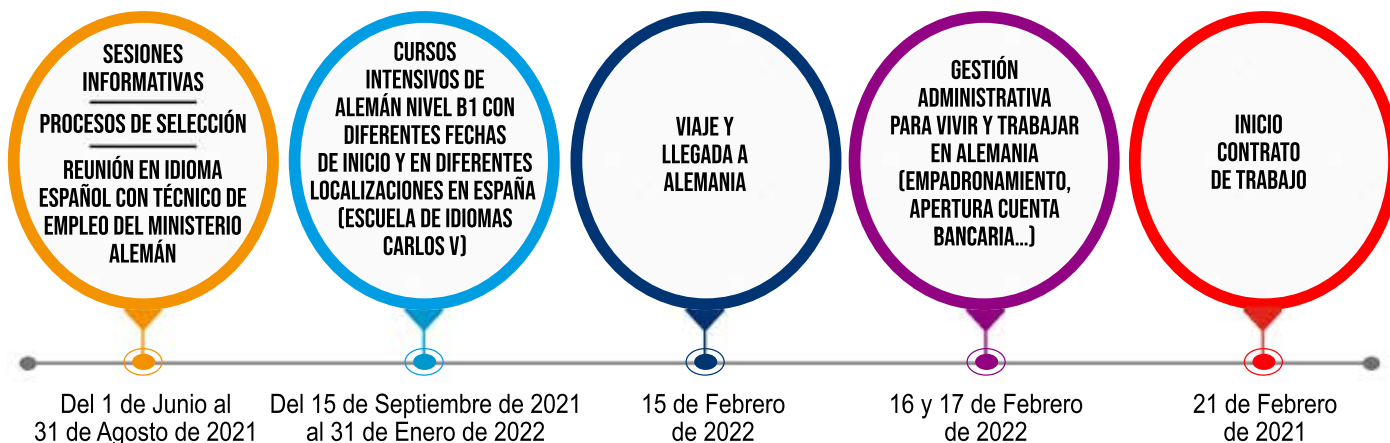 SESIONES
INFORMATIVAS
PROCESOS DE SELECCIÓN
REUNIÓN EN IDIOMA
ESPAÑOL CON TÉCNICO DE
EMPLEO DEL MINISTERIO
ALEMÁN
Del 1 de Junio al
31 de Agosto de 2021
CURSOS
INTENSIVOS DE
ALEMÁN NIVEL B1 CON
DIFERENTES FECHAS
DE INICIO Y EN DIFERENTES
LOCALIZACIONES EN ESPAÑA
(ESCUELA DE IDIOMAS
CARLOS V)
Del 15 de Septiembre de 2021
al 31 de Enero de 2022
VIAJE Y
LLEGADA A
ALEMANIA
15 de Febrero
de 2022
GESTIÓN
ADMINISTRATIVA
PARA VIVIR Y TRABAJAR
EN ALEMANIA
(EMPADRONAMIENTO,
APERTURA CUENTA
BANCARIA...)
16 y 17 de Febrero
de 2022
INICIO
CONTRATO
DE TRABAJO
21 de Febrero
de 2021